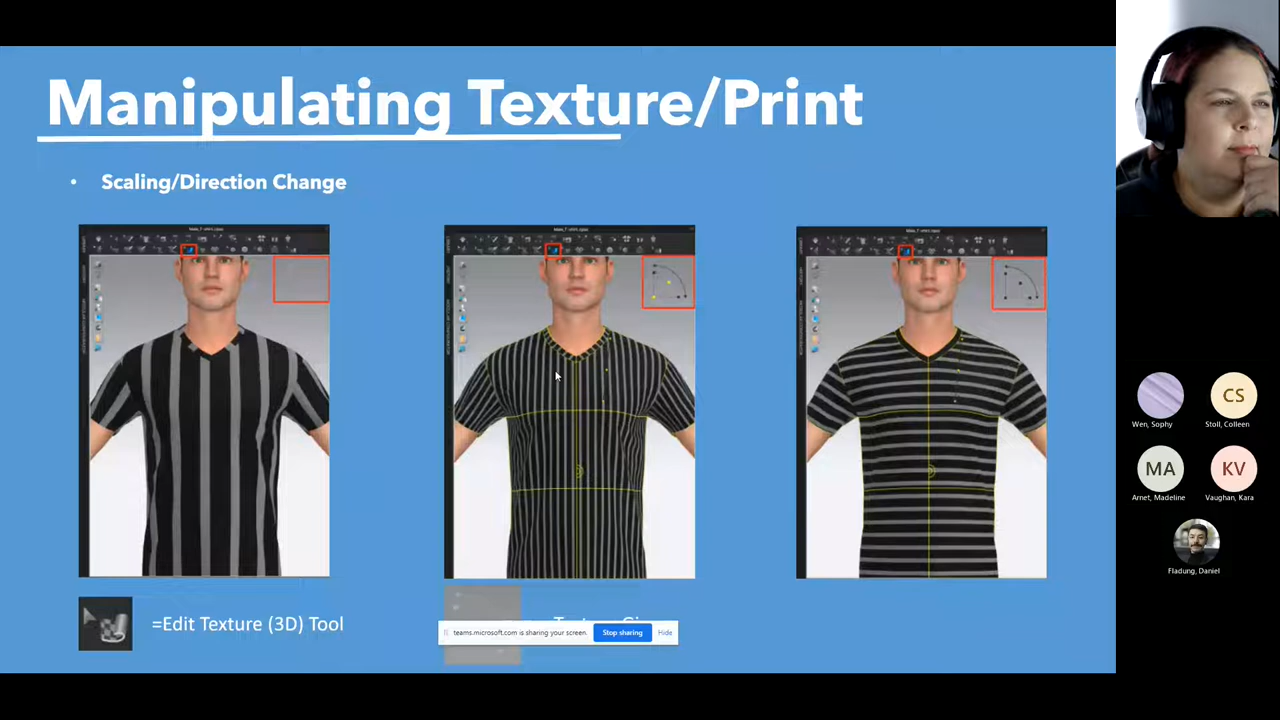 Manipulating Texture/Print
• Scaling/Direction Change
=Edit Texture (3D) Tool
teams.microsoft.com is sharing your screen.
Stop sharing
Hide
CS
Wen, Sophy
Stoll, Colleen
MA
KV
Arnet, Madeline
Vaughan, Kara
Fladung, Daniel